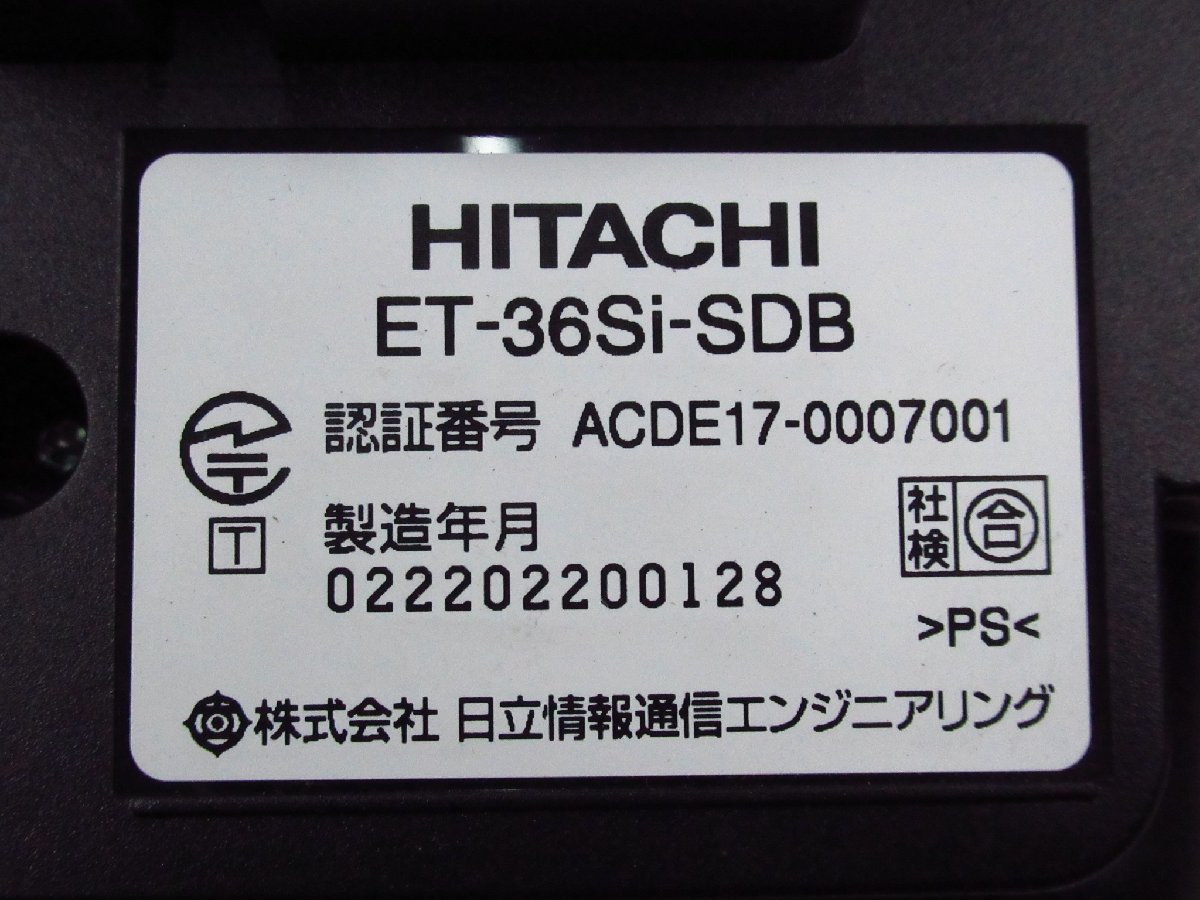 HITACHI
ET-36Si-SDB
認証番号 ACDE17-0007001
T
製造年月
022202200128
社検 合
>PS<
株式会社 日立情報通信エンジニアリング